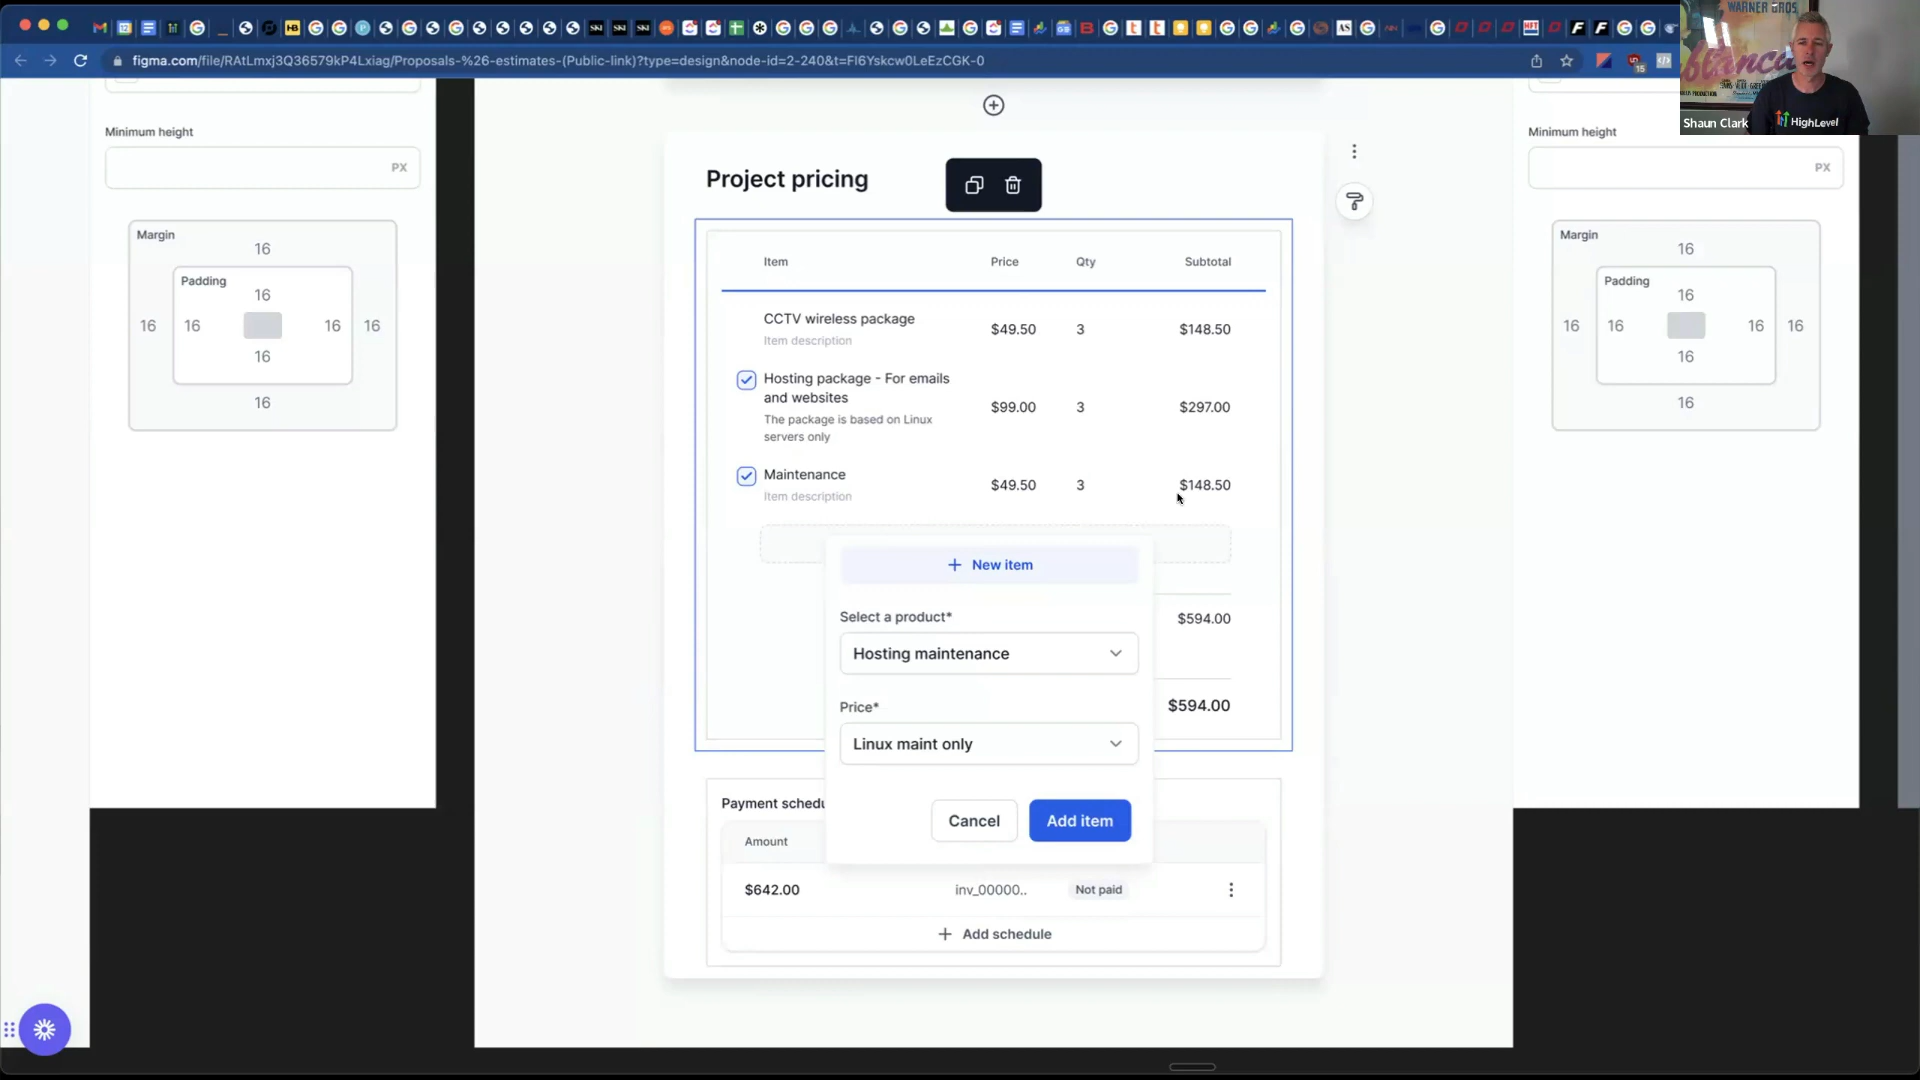 figma.com/file/RAtLmxj3Q36579kP4Lxiag/Proposals-%26-estimates-(Public-link)?type=design&node-id=2-240&t=FI6Yskcw0LeEzCGK-0
WARNER BROS
Shaun Clark
HighLevel
Minimum height
PX
Margin
16
Padding
16
16
16
16
16
16
16
Project pricing
Item
Price
Qty
Subtotal
CCTV wireless package
Item description
$49.50
3
$148.50
Hosting package - For emails
and websites
The package is based on Linux
servers only
$99.00
3
$297.00
Maintenance
Item description
$49.50
3
$148.50
New item
Select a product*
Hosting maintenance
Price*
Linux maint only
Cancel
Add item
$594.00
$594.00
Payment schedu
Amount
$642.00
inv_00000..
Not paid
Add schedule
Minimum height
PX
Margin
16
Padding
16
16
16
16
16
16
16